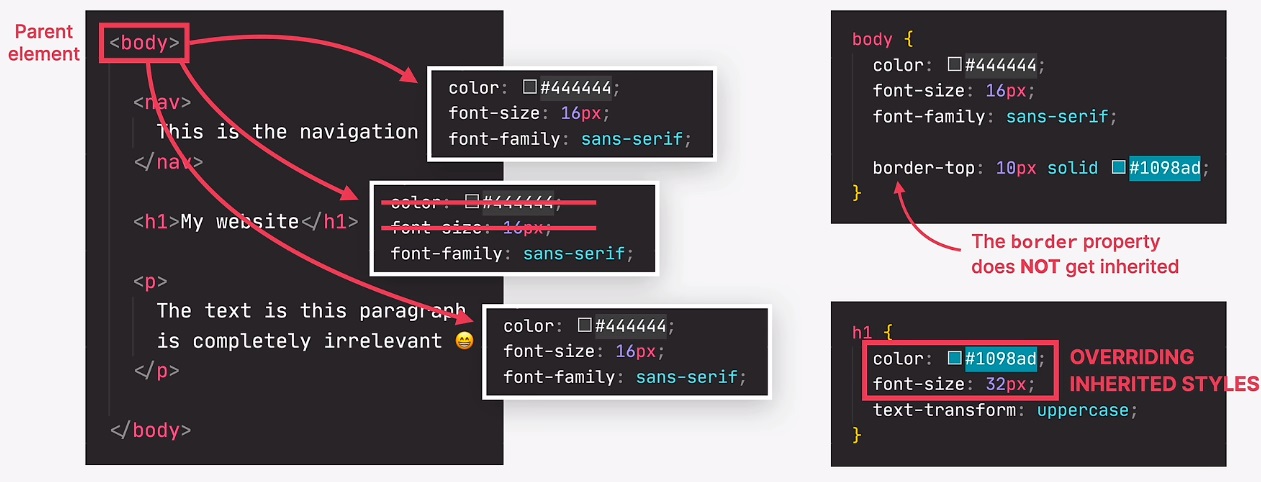 Parent
element
<body>
<nav>
This is the navigation
</nav>
<h1>My website</h1>
<p>
The text is this paragraph
is completely irrelevant 😁
</p>
</body>
color: #444444;
font-size: 16px;
font-family: sans-serif;
color: #444444;
font-size: 16px;
font-family: sans-serif;
color: #444444;
font-size: 16px;
font-family: sans-serif;
body {
color: #444444;
font-size: 16px;
font-family: sans-serif;
border-top: 10px solid #1098ad;
}
The border property
does NOT get inherited
h1 {
color: #1098ad;
font-size: 32px;
text-transform: uppercase;
}
OVERRIDING
INHERITED STYLES